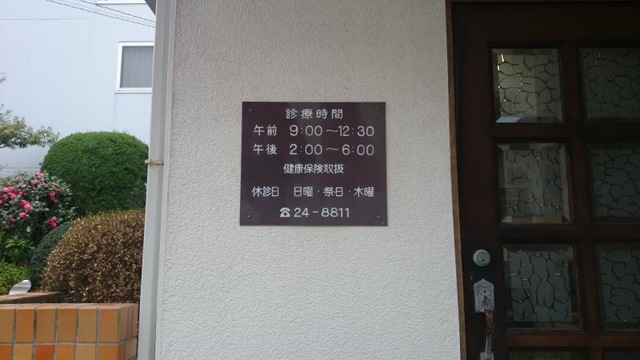 診療時間
午前 9:00〜12:30
午後 2:00〜6:00
健康保険取扱
休診日 日曜・祭日・木曜
☎24-8811